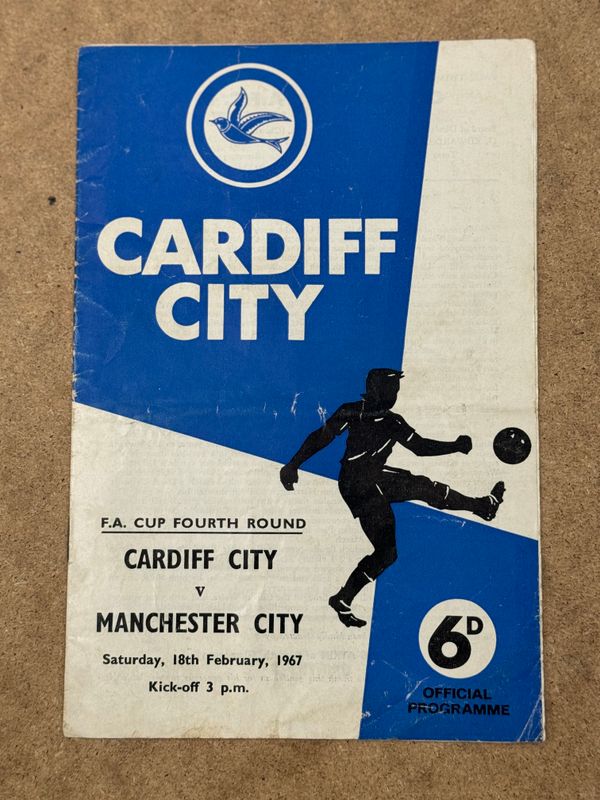 CARDIFF
CITY
F.A. CUP FOURTH ROUND
CARDIFF CITY
v
MANCHESTER CITY
Saturday, 18th February, 1967
Kick-off 3 p.m.
6D
OFFICIAL
PROGRAMME